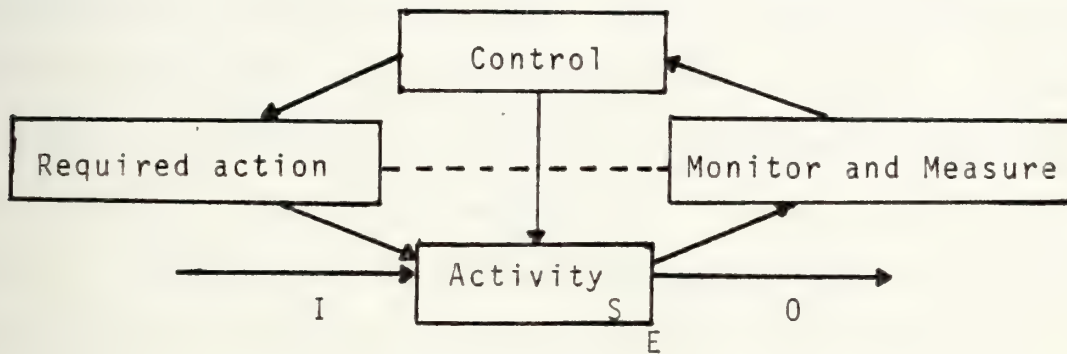 Control
Required action
Monitor and Measure
Activity
S
I
O
E